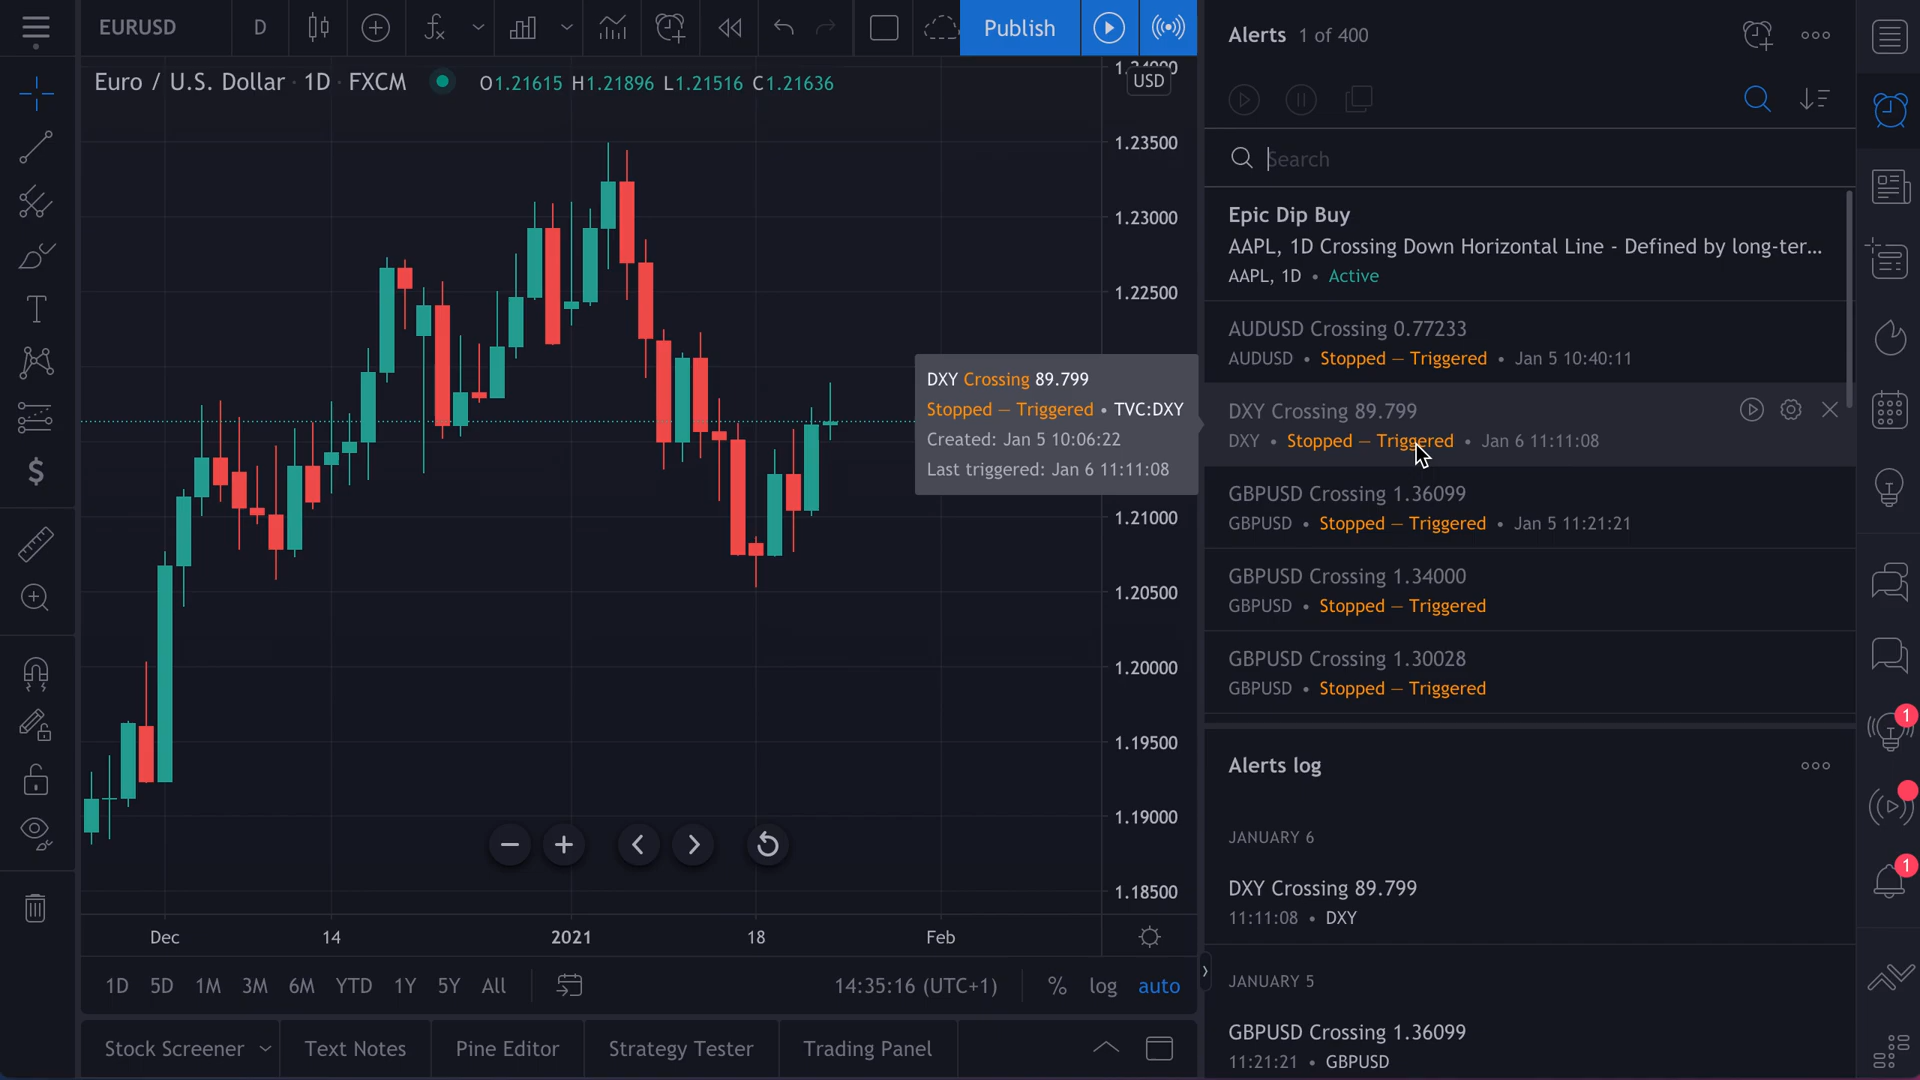 EURUSD
D
Publish
Euro / U.S. Dollar · 1D · FXCM
O1.21615 H1.21896 L1.21516 C1.21636
USD
1.24000
1.23500
1.23000
1.22500
1.21000
1.20500
1.20000
1.19500
1.19000
1.18500
DXY Crossing 89.799
Stopped – Triggered • TVC:DXY
Created: Jan 5 10:06:22
Last triggered: Jan 6 11:11:08
Dec 14 2021 18 Feb
1D 5D 1M 3M 6M YTD 1Y 5Y All
14:35:16 (UTC+1) % log auto
Stock Screener Text Notes Pine Editor Strategy Tester Trading Panel
Alerts 1 of 400
Search
Epic Dip Buy
AAPL, 1D Crossing Down Horizontal Line - Defined by long-ter...
AAPL, 1D • Active
AUDUSD Crossing 0.77233
AUDUSD • Stopped – Triggered • Jan 5 10:40:11
DXY Crossing 89.799
DXY • Stopped – Triggered • Jan 6 11:11:08
GBPUSD Crossing 1.36099
GBPUSD • Stopped – Triggered • Jan 5 11:21:21
GBPUSD Crossing 1.34000
GBPUSD • Stopped – Triggered
GBPUSD Crossing 1.30028
GBPUSD • Stopped – Triggered
Alerts log
JANUARY 6
DXY Crossing 89.799
11:11:08 • DXY
JANUARY 5
GBPUSD Crossing 1.36099
11:21:21 • GBPUSD
1
1